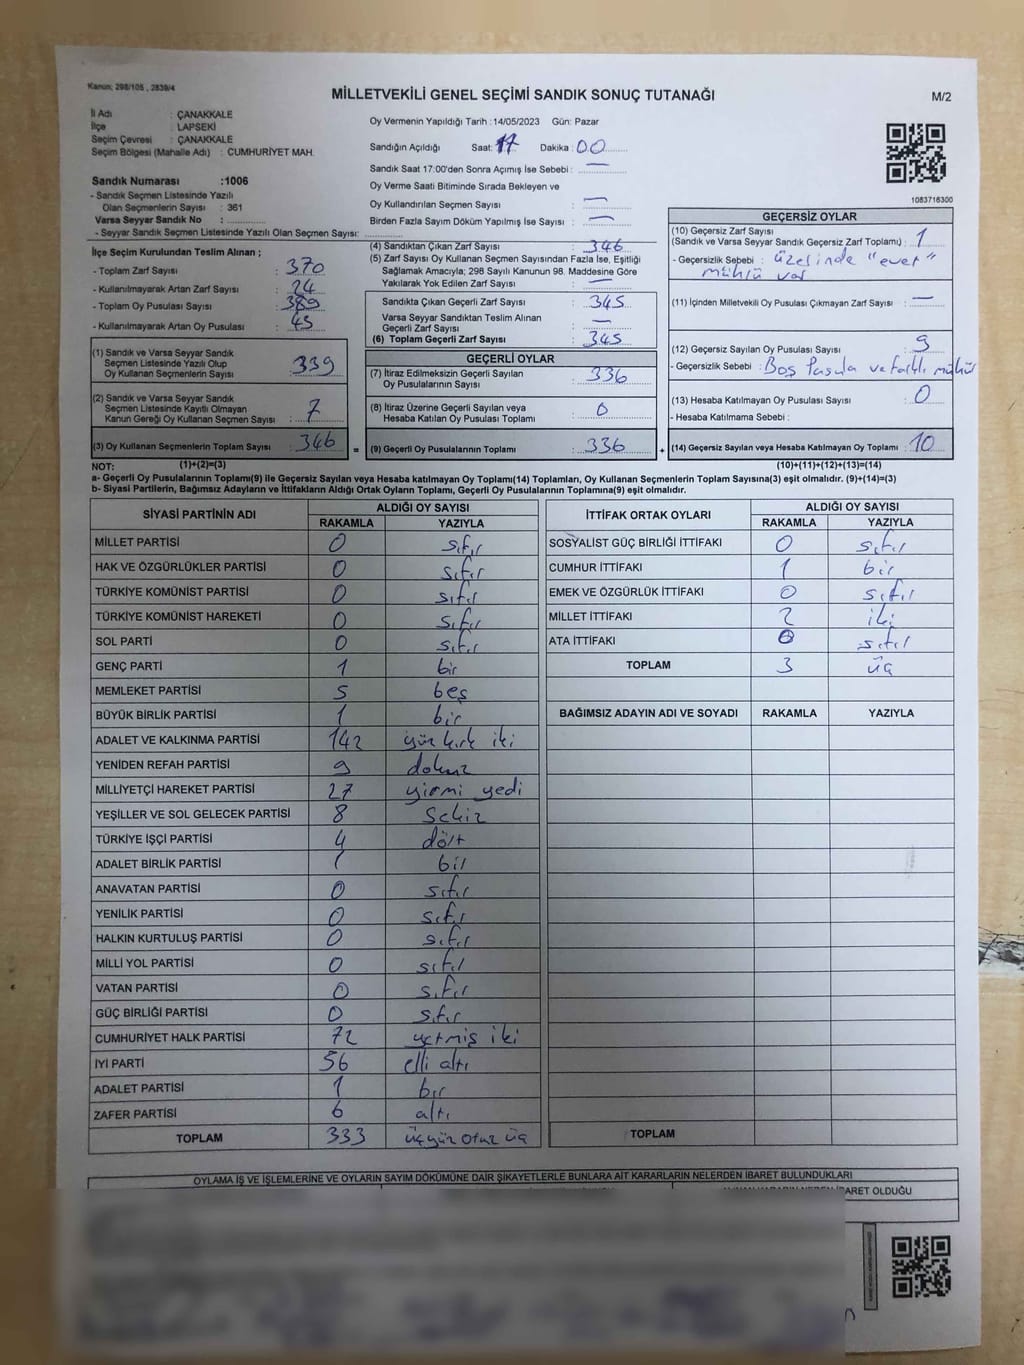 Kanun; 298/105 , 2839/4
MİLLETVEKİLİ GENEL SEÇİMİ SANDIK SONUÇ TUTANAĞI
M/2
İl Adı : ÇANAKKALE
İlçe : LAPSEKİ
Seçim Çevresi : ÇANAKKALE
Seçim Bölgesi (Mahalle Adı) : CUMHURİYET MAH.
Sandık Numarası :1006
- Sandık Seçmen Listesinde Yazılı
Olan Seçmenlerin Sayısı : 361
Varsa Seyyar Sandık No :
- Seyyar Sandık Seçmen Listesinde Yazılı Olan Seçmen Sayısı:
Oy Vermenin Yapıldığı Tarih :14/05/2023 Gün: Pazar
Sandığın Açıldığı Saat: 17 Dakika : 00
Sandık Saat 17:00'den Sonra Açımış İse Sebebi : —
Oy Verme Saati Bitiminde Sırada Bekleyen ve
Oy Kullandırılan Seçmen Sayısı : —
Birden Fazla Sayım Döküm Yapılmış İse Sayısı : —
1083716300
İlçe Seçim Kurulundan Teslim Alınan ;
- Toplam Zarf Sayısı : 370
- Kullanılmayarak Artan Zarf Sayısı : 24
- Toplam Oy Pusulası Sayısı : 389
- Kullanılmayarak Artan Oy Pusulası : 43
(1) Sandık ve Varsa Seyyar Sandık
Seçmen Listesinde Yazılı Olup
Oy Kullanan Seçmenlerin Sayısı : 339
(2) Sandık ve Varsa Seyyar Sandık
Seçmen Listesinde Kayıtlı Olmayan
Kanun Gereği Oy Kullanan Seçmen Sayısı : 7
(3) Oy Kullanan Seçmenlerin Toplam Sayısı : 346
(4) Sandıktan Çıkan Zarf Sayısı : 346
(5) Zarf Sayısı Oy Kullanan Seçmen Sayısından Fazla İse, Eşitliği
Sağlamak Amacıyla; 298 Sayılı Kanunun 98. Maddesine Göre
Yakılarak Yok Edilen Zarf Sayısı : —
Sandıkta Çıkan Geçerli Zarf Sayısı : 345
Varsa Seyyar Sandıktan Teslim Alınan
Geçerli Zarf Sayısı : —
(6) Toplam Geçerli Zarf Sayısı : 345
GEÇERLİ OYLAR
(7) İtiraz Edilmeksizin Geçerli Sayılan
Oy Pusulalarının Sayısı : 336
(8) İtiraz Üzerine Geçerli Sayılan veya
Hesaba Katılan Oy Pusulası Toplamı : 0
= (9) Geçerli Oy Pusulalarının Toplamı : 336
GEÇERSİZ OYLAR
(10) Geçersiz Zarf Sayısı
(Sandık ve Varsa Seyyar Sandık Geçersiz Zarf Toplamı) : 1
- Geçersizlik Sebebi : üzerinde "evet"
mührü var
(11) İçinden Milletvekili Oy Pusulası Çıkmayan Zarf Sayısı : —
(12) Geçersiz Sayılan Oy Pusulası Sayısı : 9
- Geçersizlik Sebebi : Boş Pusula ve farklı mühür
(13) Hesaba Katılmayan Oy Pusulası Sayısı : 0
- Hesaba Katılmama Sebebi :
+ (14) Geçersiz Sayılan veya Hesaba Katılmayan Oy Toplamı : 10
NOT: (1)+(2)=(3) (10)+(11)+(12)+(13)=(14)
a- Geçerli Oy Pusulalarının Toplamı(9) ile Geçersiz Sayılan veya Hesaba katılmayan Oy Toplamı(14) Toplamları, Oy Kullanan Seçmenlerin Toplam Sayısına(3) eşit olmalıdır. (9)+(14)=(3)
b- Siyasi Partilerin, Bağımsız Adayların ve İttifakların Aldığı Ortak Oyların Toplamı, Geçerli Oy Pusulalarının Toplamına(9) eşit olmalıdır.
SİYASİ PARTİNİN ADI ALDIĞI OY SAYISI
RAKAMLA YAZIYLA
MİLLET PARTİSİ 0 sıfır
HAK VE ÖZGÜRLÜKLER PARTİSİ 0 sıfır
TÜRKİYE KOMÜNİST PARTİSİ 0 sıfır
TÜRKİYE KOMÜNİST HAREKETİ 0 sıfır
SOL PARTİ 0 sıfır
GENÇ PARTİ 1 bir
MEMLEKET PARTİSİ 5 beş
BÜYÜK BİRLİK PARTİSİ 1 bir
ADALET VE KALKINMA PARTİSİ 142 yüz kırk iki
YENİDEN REFAH PARTİSİ 9 dokuz
MİLLİYETÇİ HAREKET PARTİSİ 27 yirmi yedi
YEŞİLLER VE SOL GELECEK PARTİSİ 8 sekiz
TÜRKİYE İŞÇİ PARTİSİ 4 dört
ADALET BİRLİK PARTİSİ 1 bir
ANAVATAN PARTİSİ 0 sıfır
YENİLİK PARTİSİ 0 sıfır
HALKIN KURTULUŞ PARTİSİ 0 sıfır
MİLLİ YOL PARTİSİ 0 sıfır
VATAN PARTİSİ 0 sıfır
GÜÇ BİRLİĞİ PARTİSİ 0 sıfır
CUMHURİYET HALK PARTİSİ 72 yetmiş iki
İYİ PARTİ 56 elli altı
ADALET PARTİSİ 1 bir
ZAFER PARTİSİ 6 altı
TOPLAM 333 üçyüz otuz üç
İTTİFAK ORTAK OYLARI ALDIĞI OY SAYISI
RAKAMLA YAZIYLA
SOSYALİST GÜÇ BİRLİĞİ İTTİFAKI 0 sıfır
CUMHUR İTTİFAKI 1 bir
EMEK VE ÖZGÜRLÜK İTTİFAKI 0 sıfır
MİLLET İTTİFAKI 2 iki
ATA İTTİFAKI 0 sıfır
TOPLAM 3 üç
BAĞIMSIZ ADAYIN ADI VE SOYADI RAKAMLA YAZIYLA
TOPLAM
OYLAMA İŞ VE İŞLEMLERİNE VE OYLARIN SAYIM DÖKÜMÜNE DAİR ŞİKAYETLERLE BUNLARA AİT KARARLARIN NELERDEN İBARET BULUNDUKLARI
İBARET OLDUĞU